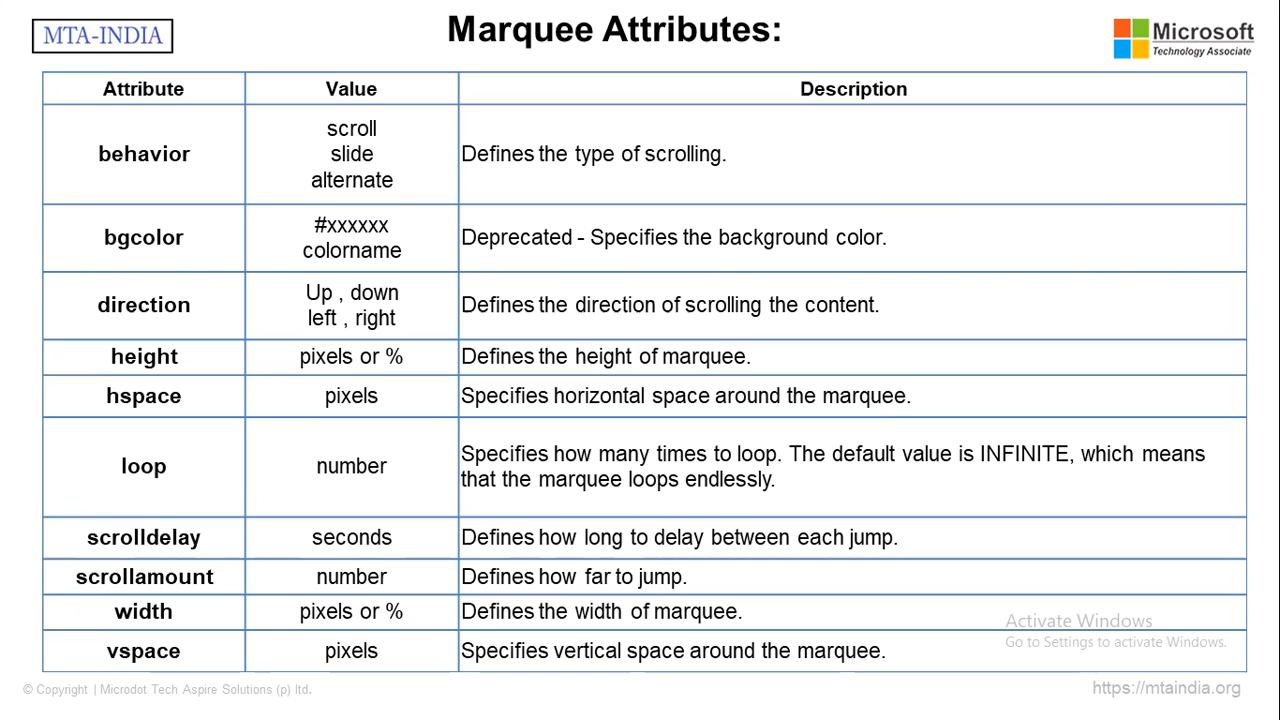 MTA-INDIA
Marquee Attributes:
Microsoft
Technology Associate
Attribute Value Description
behavior
scroll
slide
alternate
Defines the type of scrolling.
bgcolor
#xxxxxx
colorname
Deprecated - Specifies the background color.
direction
Up , down
left , right
Defines the direction of scrolling the content.
height pixels or % Defines the height of marquee.
hspace pixels Specifies horizontal space around the marquee.
loop number
Specifies how many times to loop. The default value is INFINITE, which means
that the marquee loops endlessly.
scrolldelay seconds Defines how long to delay between each jump.
scrollamount number Defines how far to jump.
width pixels or % Defines the width of marquee.
vspace pixels Specifies vertical space around the marquee.
Activate Windows
Go to Settings to activate Windows.
© Copyright | Microdot Tech Aspire Solutions (p) ltd.
https://mtaindia.org